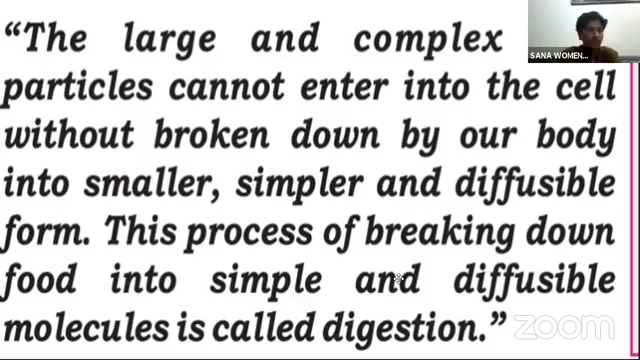 “The large and complex
particles cannot enter into the cell
without broken down by our body
into smaller, simpler and diffusible
form. This process of breaking down
food into simple and diffusible
molecules is called digestion.”
SANA WOMEN...
zoom